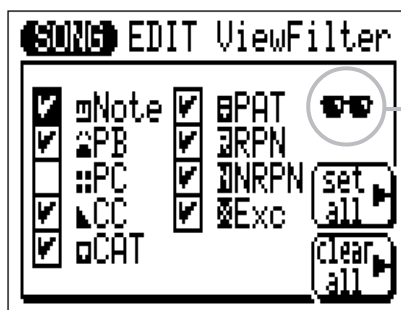 SONG EDIT ViewFilter
Note PAT
PB RPN
PC NRPN set
CC Exc all
CAT clear
all